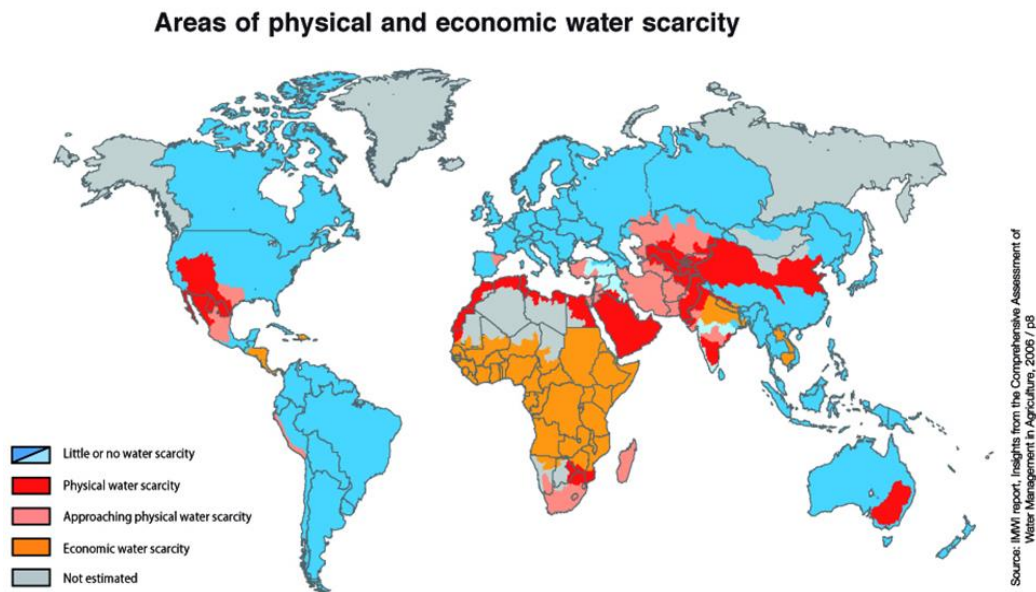 Areas of physical and economic water scarcity
Little or no water scarcity
Physical water scarcity
Approaching physical water scarcity
Economic water scarcity
Not estimated
Source: IMWI report, Insights from the Comprehensive Assessment of
Water Management in Agriculture, 2006 / p8